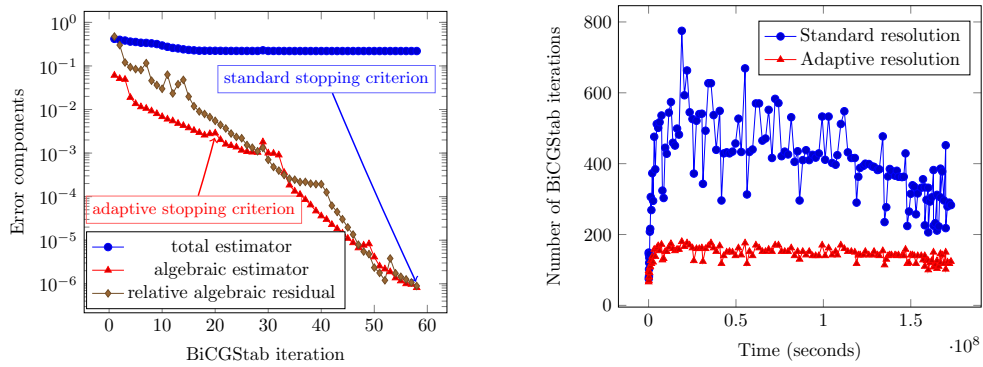 10^0
10^−1
10^−2
10^−3
10^−4
10^−5
10^−6
Error components
standard stopping criterion
adaptive stopping criterion
total estimator
algebraic estimator
relative algebraic residual
0 10 20 30 40 50 60
BiCGStab iteration
800
600
400
200
0
Number of BiCGStab iterations
Standard resolution
Adaptive resolution
0 0.5 1 1.5
·10^8
Time (seconds)